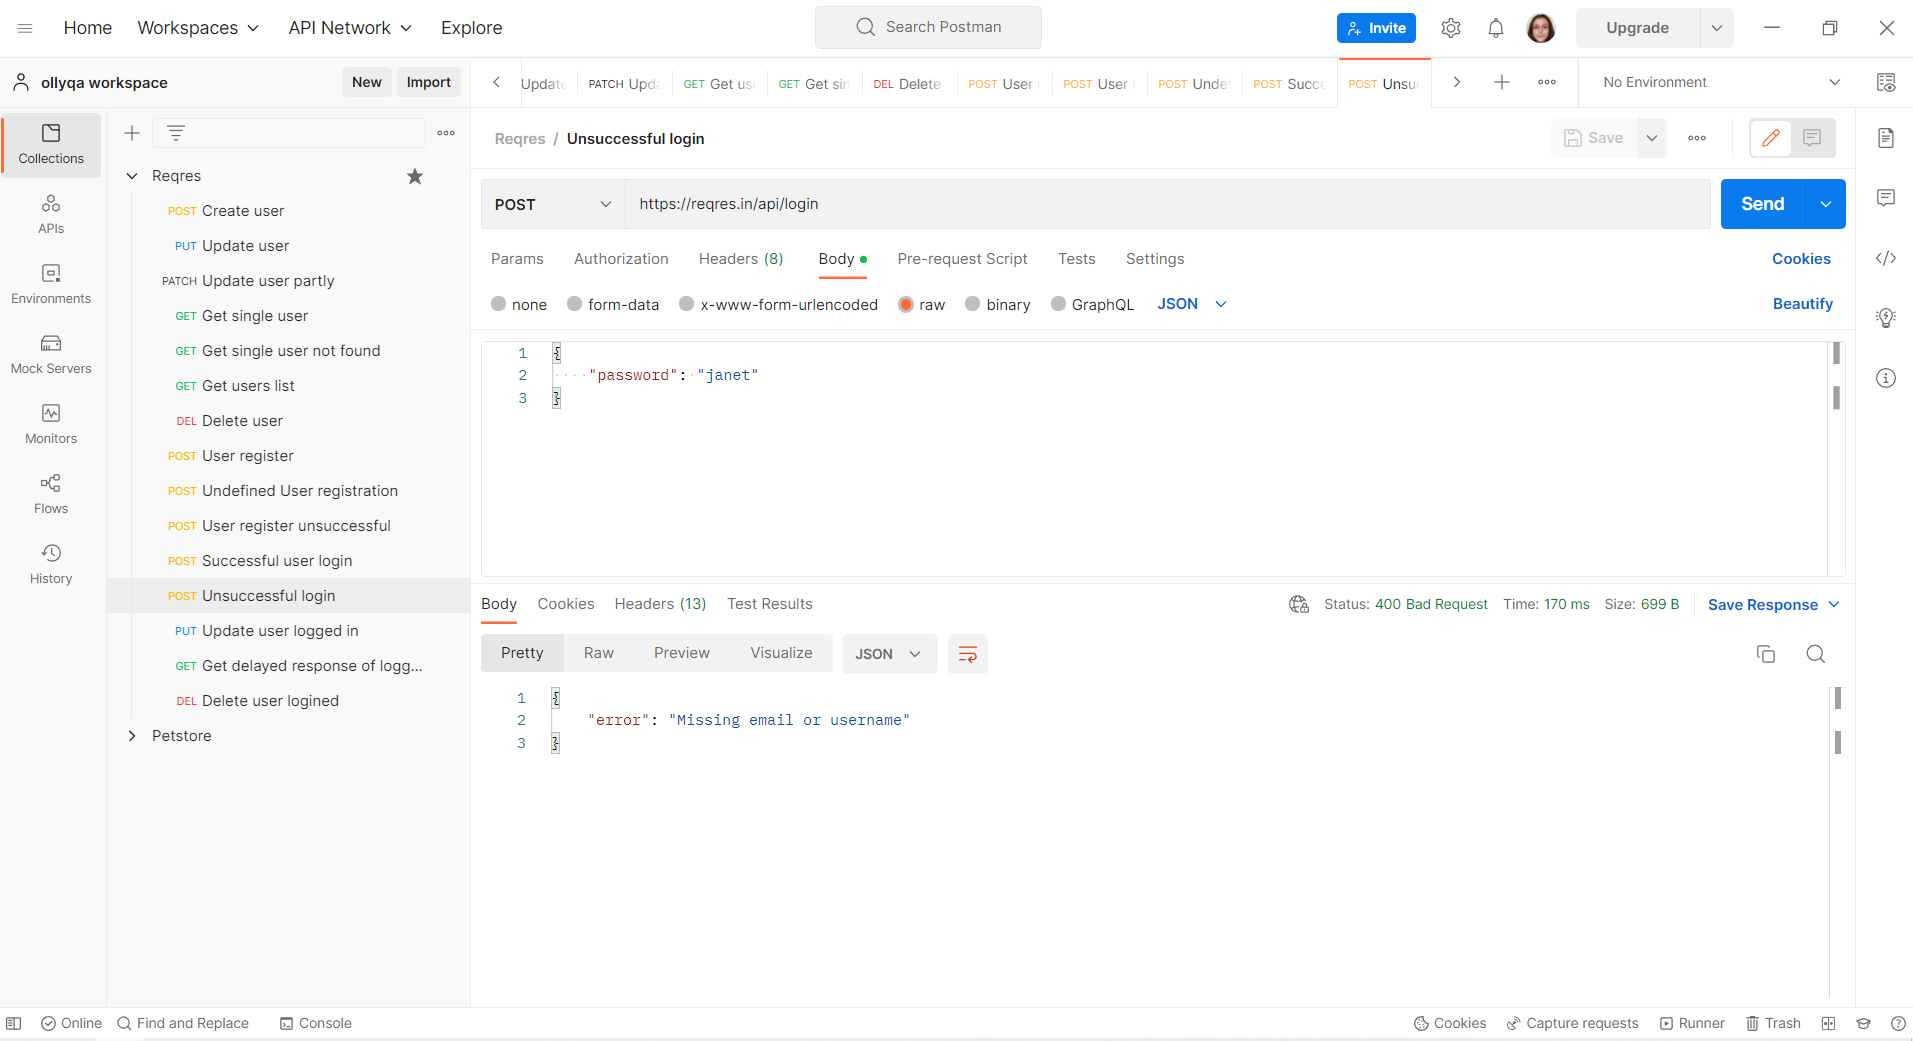 Home Workspaces API Network Explore Search Postman Invite Upgrade
ollyqa workspace New Import
Update PATCH Upda GET Get us GET Get sin DEL Delete POST User POST User POST Unde POST Succe POST Unsu No Environment
Collections
APIs
Environments
Mock Servers
Monitors
Flows
History
Reqres
POST Create user
PUT Update user
PATCH Update user partly
GET Get single user
GET Get single user not found
GET Get users list
DEL Delete user
POST User register
POST Undefined User registration
POST User register unsuccessful
POST Successful user login
POST Unsuccessful login
PUT Update user logged in
GET Get delayed response of logg...
DEL Delete user logined
Petstore
Reqres / Unsuccessful login Save
POST https://reqres.in/api/login Send
Params Authorization Headers (8) Body Pre-request Script Tests Settings Cookies
none form-data x-www-form-urlencoded raw binary GraphQL JSON Beautify
1 {
2 "password": "janet"
3 }
Body Cookies Headers (13) Test Results Status: 400 Bad Request Time: 170 ms Size: 699 B Save Response
Pretty Raw Preview Visualize JSON
1 {
2 "error": "Missing email or username"
3 }
Online Find and Replace Console Cookies Capture requests Runner Trash